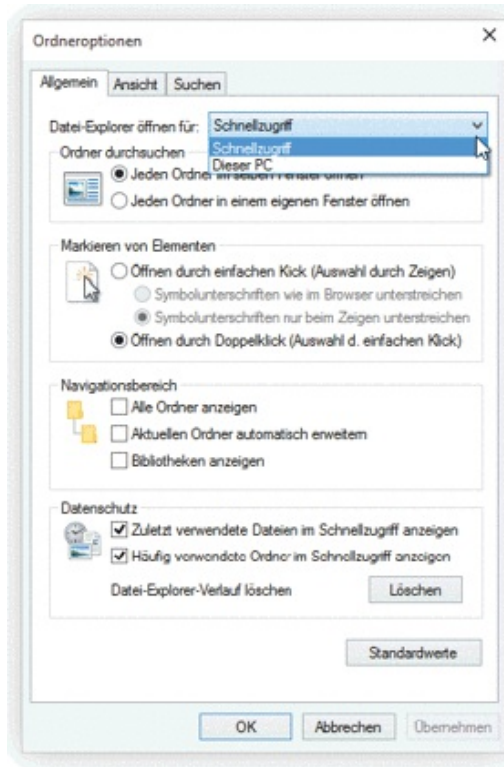 Ordneroptionen
Allgemein Ansicht Suchen
Datei-Explorer öffnen für: Schnellzugriff
Schnellzugriff
Dieser PC
Ordner durchsuchen
Jeden Ordner im selben Fenster öffnen
Jeden Ordner in einem eigenen Fenster öffnen
Markieren von Elementen
Öffnen durch einfachen Kick (Auswahl durch Zeigen)
Symbolunterschriften wie im Browser unterstreichen
Symbolunterschriften nur beim Zeigen unterstreichen
Öffnen durch Doppelklick (Auswahl d. einfachen Klick)
Navigationsbereich
Alle Ordner anzeigen
Aktuellen Ordner automatisch erweitern
Bibliotheken anzeigen
Datenschutz
Zuletzt verwendete Dateien im Schnellzugriff anzeigen
Häufig verwendete Ordner im Schnellzugriff anzeigen
Datei-Explorer-Verlauf löschen Löschen
Standardwerte
OK Abbrechen Übernehmen